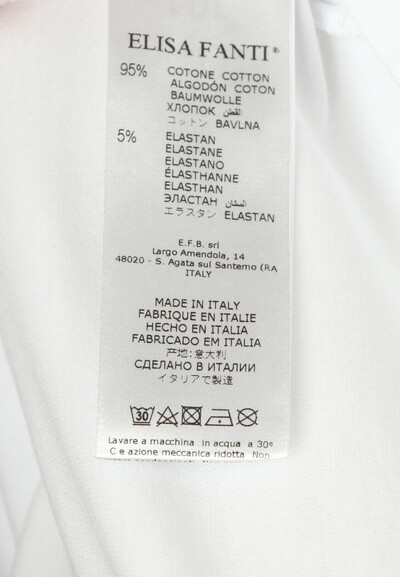 ELISA FANTI®
95% COTONE COTTON
ALGODÓN COTON
BAUMWOLLE
ХЛОПОК القطن
コットン BAVLNA
5% ELASTAN
ELASTANE
ELASTANO
ÉLASTHANNE
ELASTHAN
ЭЛАСТАН
エラスタン ELASTAN
E.F.B. srl
Largo Amendola, 14
48020 - S. Agata sul Santerno (RA
ITALY
MADE IN ITALY
FABRIQUE EN ITALIE
HECHO EN ITALIA
FABRICADO EM ITALIA
产地:意大利
СДЕЛАНО В ИТАЛИИ
イタリアで製造
30
Lavare a macchina in acqua a 30°
C e azione meccanica ridotta Non